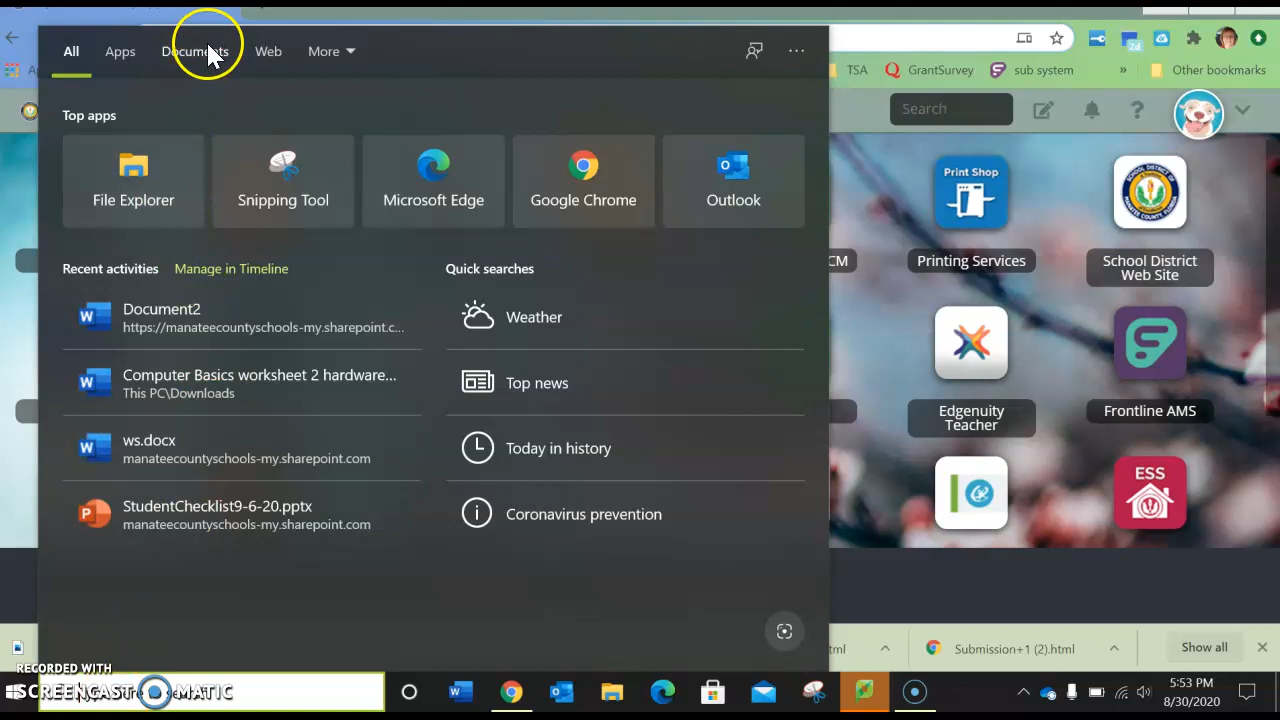 All Apps Documents Web More
TSA GrantSurvey sub system » Other bookmarks
2d
Search
Top apps
File Explorer Snipping Tool Microsoft Edge Google Chrome Outlook
Recent activities Manage in Timeline
Quick searches
Document2
https://manateecountyschools-my.sharepoint.c...
Computer Basics worksheet 2 hardware...
This PC\Downloads
ws.docx
manateecountyschools-my.sharepoint.com
StudentChecklist9-6-20.pptx
manateecountyschools-my.sharepoint.com
Weather
Top news
Today in history
Coronavirus prevention
Print Shop
CM Printing Services
School District
Web Site
Edgenuity
Teacher
Frontline AMS
ESS
Submission+1 (2).html
Show all
RECORDED WITH
SCREENCAST MATIC
5:53 PM
8/30/2020